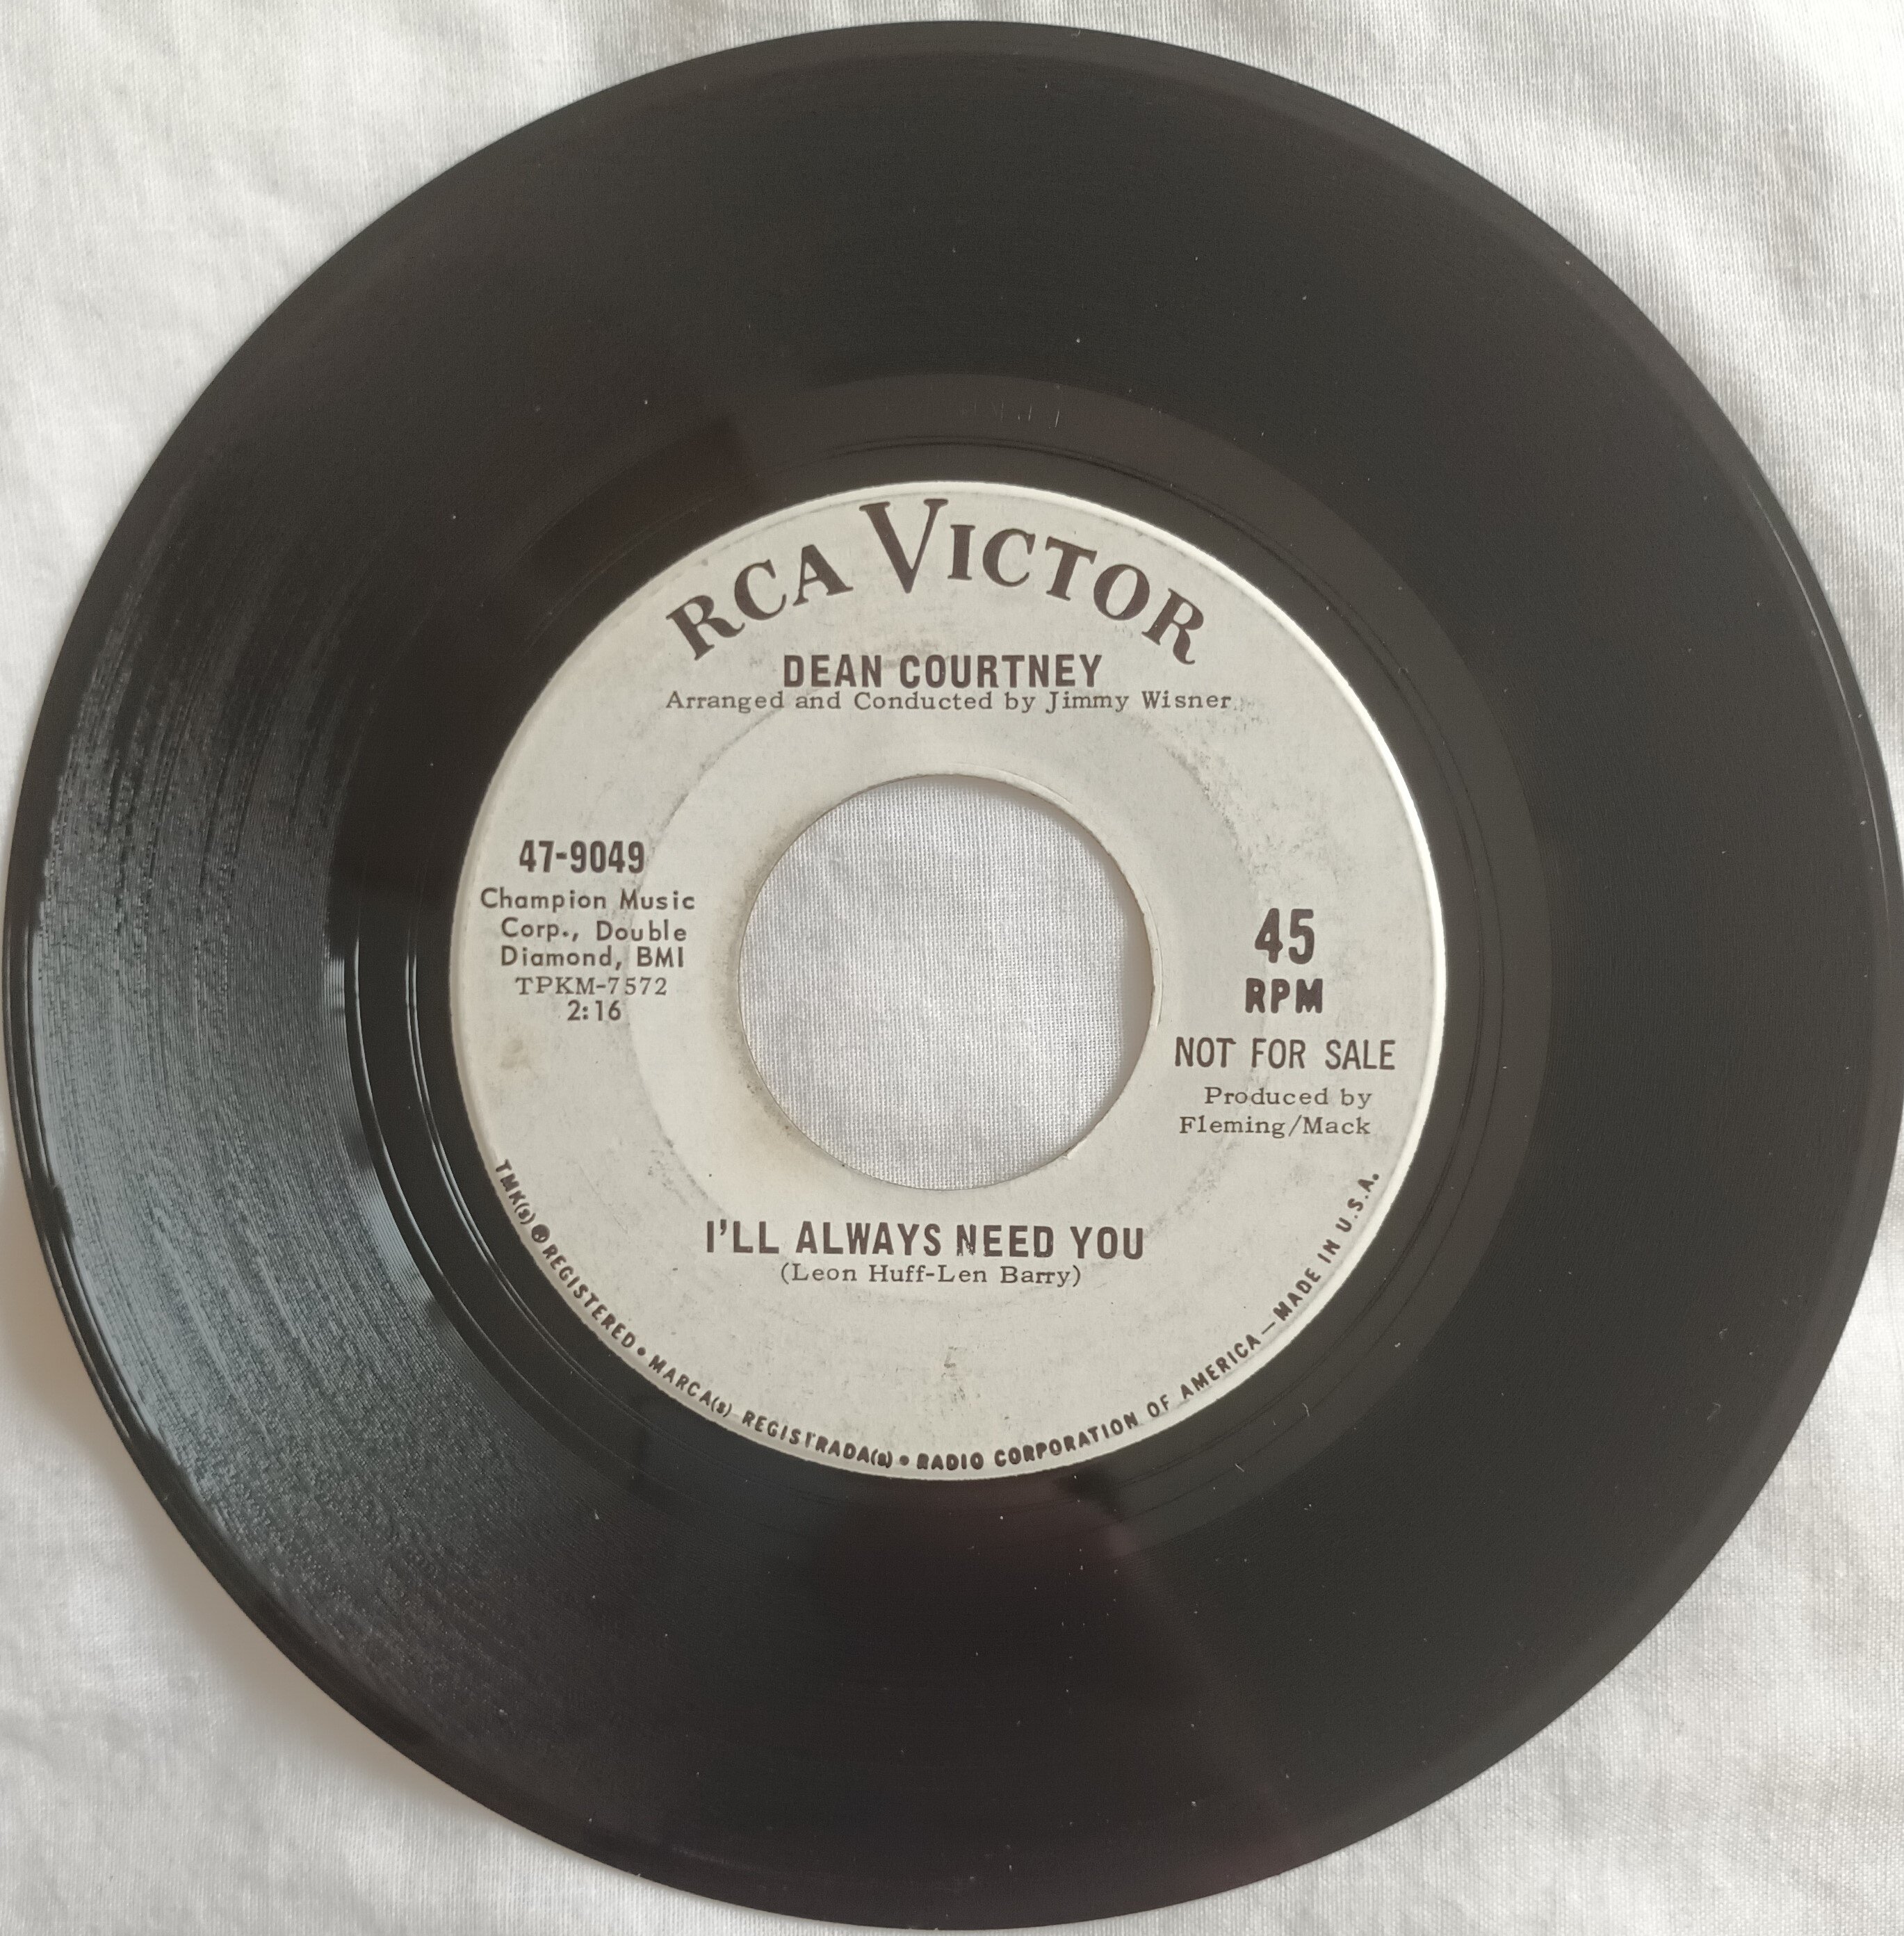 RCA VICTOR
DEAN COURTNEY
Arranged and Conducted by Jimmy Wisner
47-9049
Champion Music
Corp., Double
Diamond, BMI
TPKM-7572
2:16
45
RPM
NOT FOR SALE
Produced by
Fleming/Mack
I'LL ALWAYS NEED YOU
(Leon Huff-Len Barry)
TMK(s) ® REGISTERED • MARCA(s) REGISTRADA(s) • RADIO CORPORATION OF AMERICA — MADE IN U.S.A.